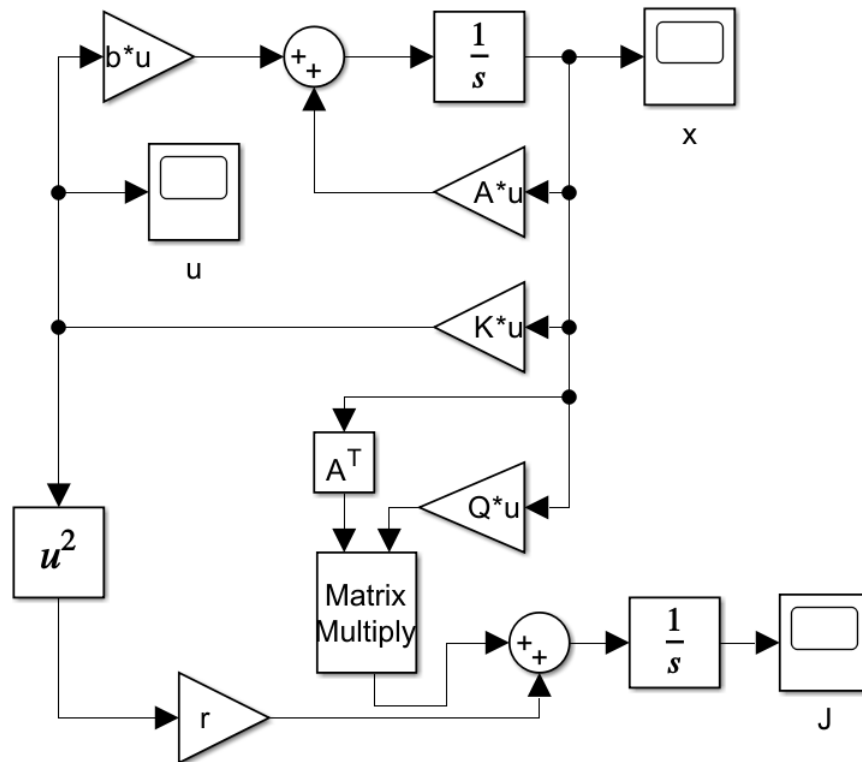 b*u
+
+
1
s
x
u
A*u
K*u
A^T
Q*u
u^2
Matrix
Multiply
+
+
1
s
J
r